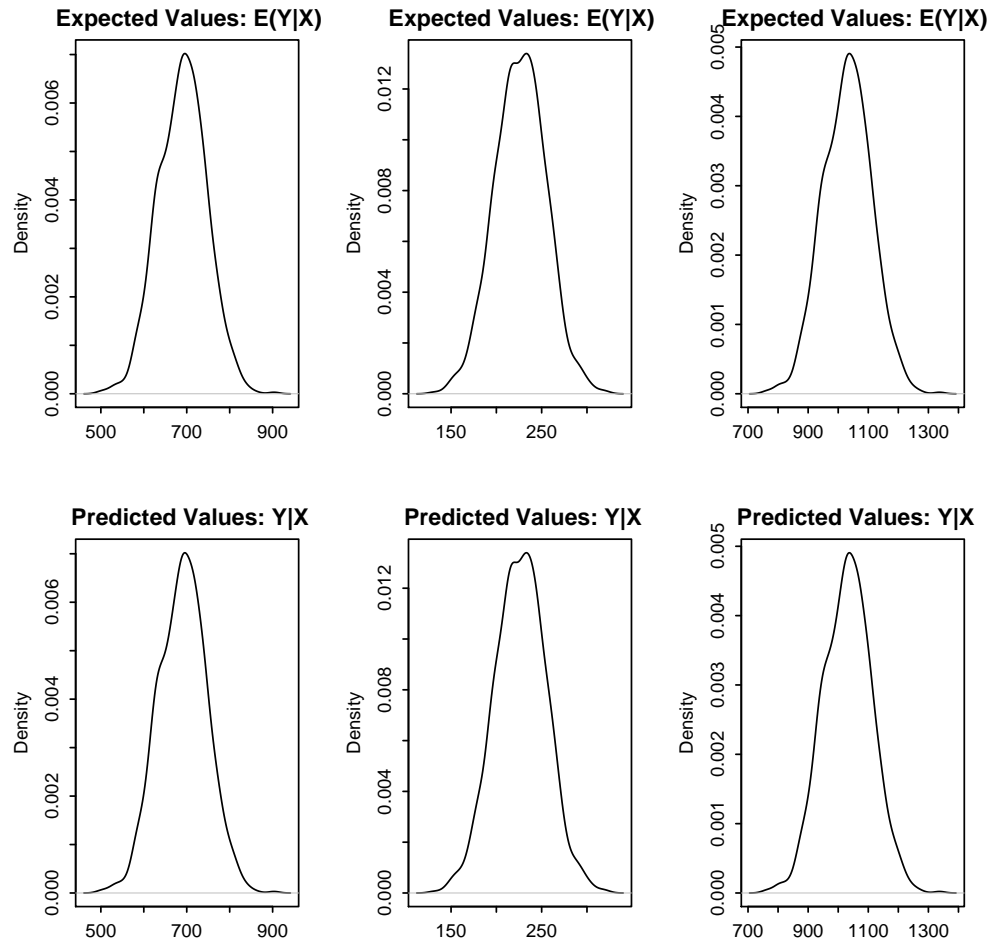 Expected Values: E(Y|X)
Density
0.000 0.002 0.004 0.006
500 700 900
Expected Values: E(Y|X)
Density
0.000 0.004 0.008 0.012
150 250
Expected Values: E(Y|X)
Density
0.000 0.001 0.002 0.003 0.004 0.005
700 900 1100 1300
Predicted Values: Y|X
Density
0.000 0.002 0.004 0.006
500 700 900
Predicted Values: Y|X
Density
0.000 0.004 0.008 0.012
150 250
Predicted Values: Y|X
Density
0.000 0.001 0.002 0.003 0.004 0.005
700 900 1100 1300